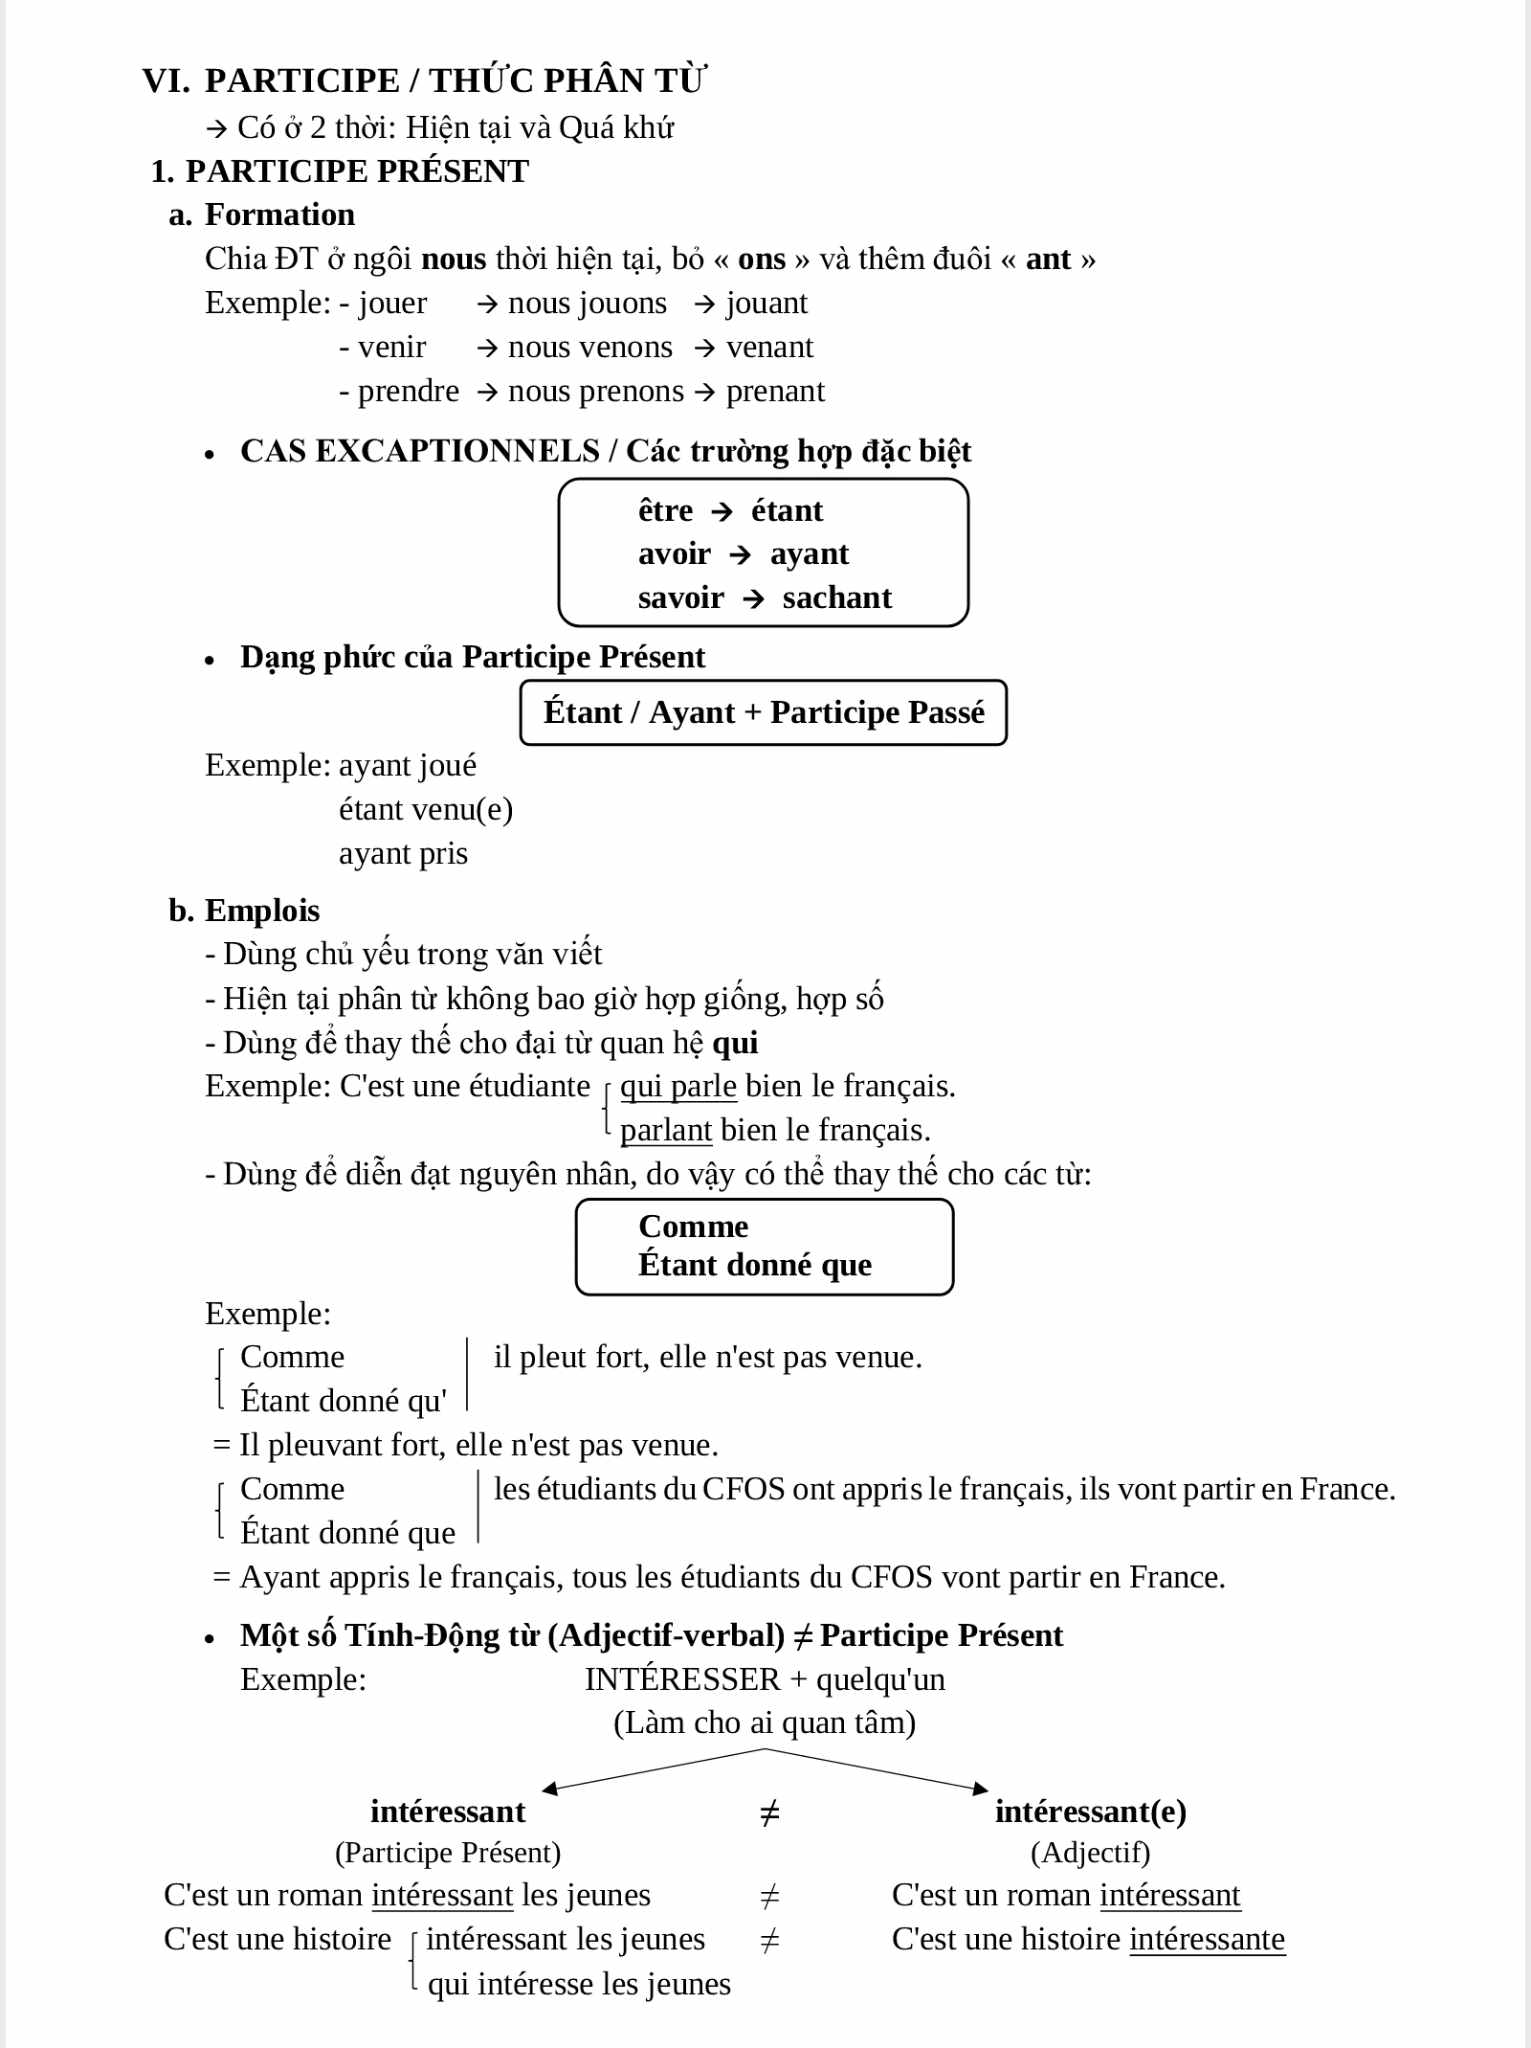 VI. PARTICIPE / THỨC PHÂN TỪ
→ Có ở 2 thời: Hiện tại và Quá khứ
1. PARTICIPE PRÉSENT
a. Formation
Chia ĐT ở ngôi nous thời hiện tại, bỏ « ons » và thêm đuôi « ant »
Exemple: - jouer → nous jouons → jouant
- venir → nous venons → venant
- prendre → nous prenons → prenant
• CAS EXCAPTIONNELS / Các trường hợp đặc biệt
être → étant
avoir → ayant
savoir → sachant
• Dạng phức của Participe Présent
Étant / Ayant + Participe Passé
Exemple: ayant joué
étant venu(e)
ayant pris
b. Emplois
- Dùng chủ yếu trong văn viết
- Hiện tại phân từ không bao giờ hợp giống, hợp số
- Dùng để thay thế cho đại từ quan hệ qui
Exemple: C'est une étudiante qui parle bien le français.
parlant bien le français.
- Dùng để diễn đạt nguyên nhân, do vậy có thể thay thế cho các từ:
Comme
Étant donné que
Exemple:
Comme il pleut fort, elle n'est pas venue.
Étant donné qu'
= Il pleuvant fort, elle n'est pas venue.
Comme les étudiants du CFOS ont appris le français, ils vont partir en France.
Étant donné que
= Ayant appris le français, tous les étudiants du CFOS vont partir en France.
• Một số Tính-Động từ (Adjectif-verbal) ≠ Participe Présent
Exemple: INTÉRESSER + quelqu'un
(Làm cho ai quan tâm)
intéressant ≠ intéressant(e)
(Participe Présent) (Adjectif)
C'est un roman intéressant les jeunes ≠ C'est un roman intéressant
C'est une histoire intéressant les jeunes ≠ C'est une histoire intéressante
qui intéresse les jeunes